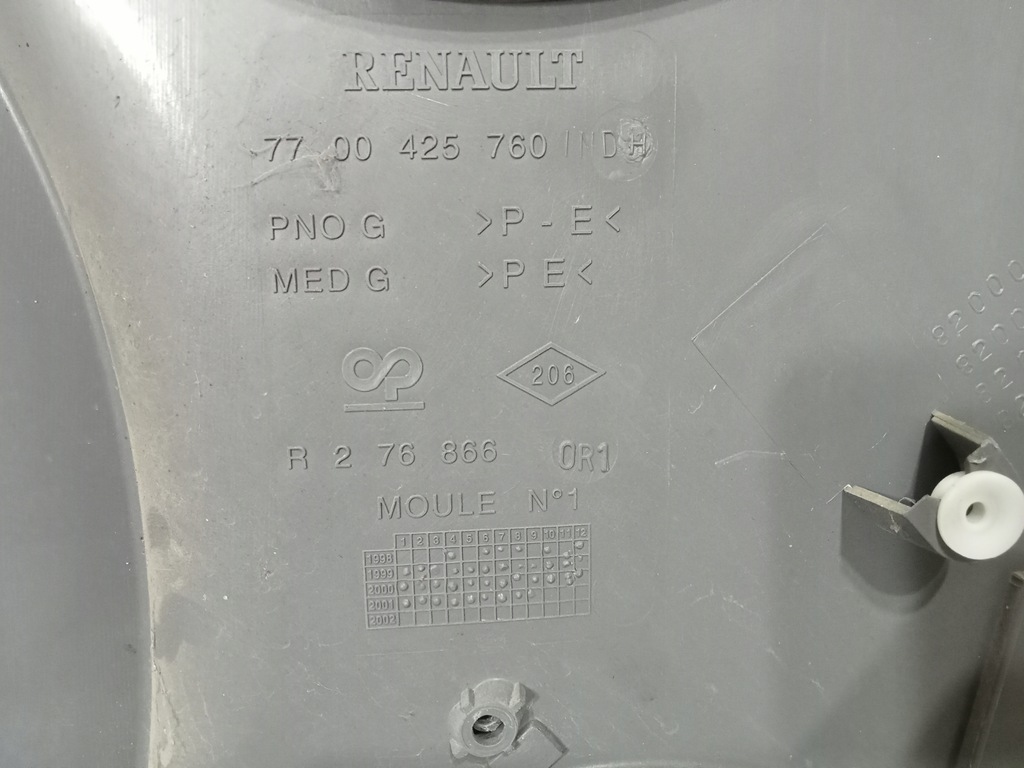 RENAULT
77 00 425 760 IND H
PNO G >P - E<
MED G >P E<
206
R 2 76 866 OR1
MOULE N°1
1 2 3 4 5 6 7 8 9 10 11 12
1998
1999
2000
2001
2002